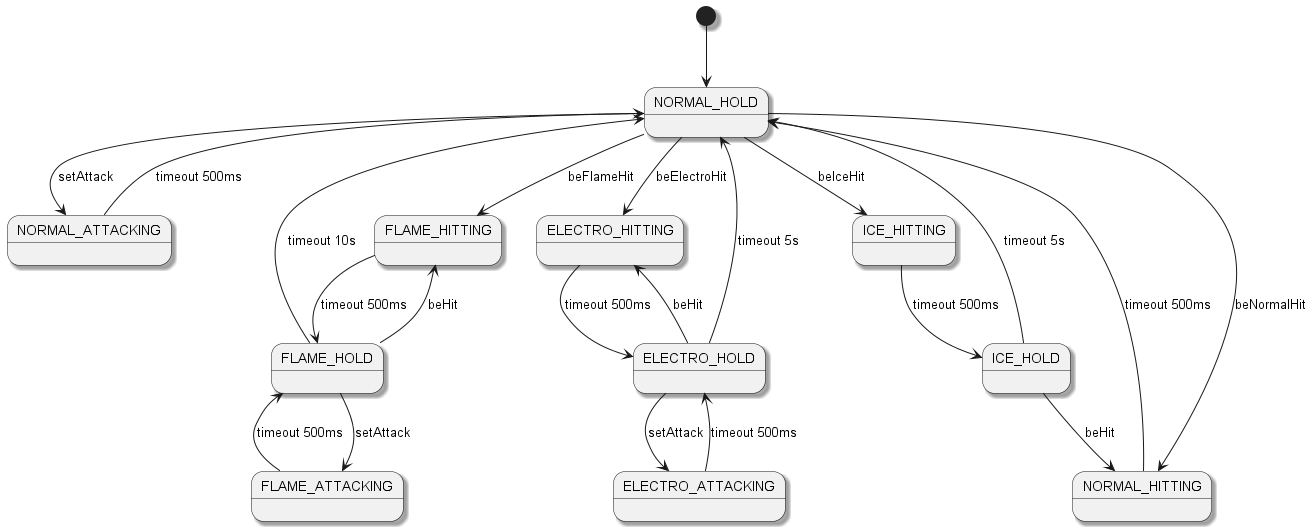 NORMAL_HOLD
setAttack
timeout 500ms
beFlameHit
beElectroHit
beIceHit
NORMAL_ATTACKING
FLAME_HITTING
ELECTRO_HITTING
ICE_HITTING
timeout 10s
timeout 5s
timeout 5s
timeout 500ms
beHit
timeout 500ms
beHit
timeout 500ms
timeout 500ms
beNormalHit
FLAME_HOLD
ELECTRO_HOLD
ICE_HOLD
timeout 500ms
setAttack
setAttack
timeout 500ms
beHit
FLAME_ATTACKING
ELECTRO_ATTACKING
NORMAL_HITTING